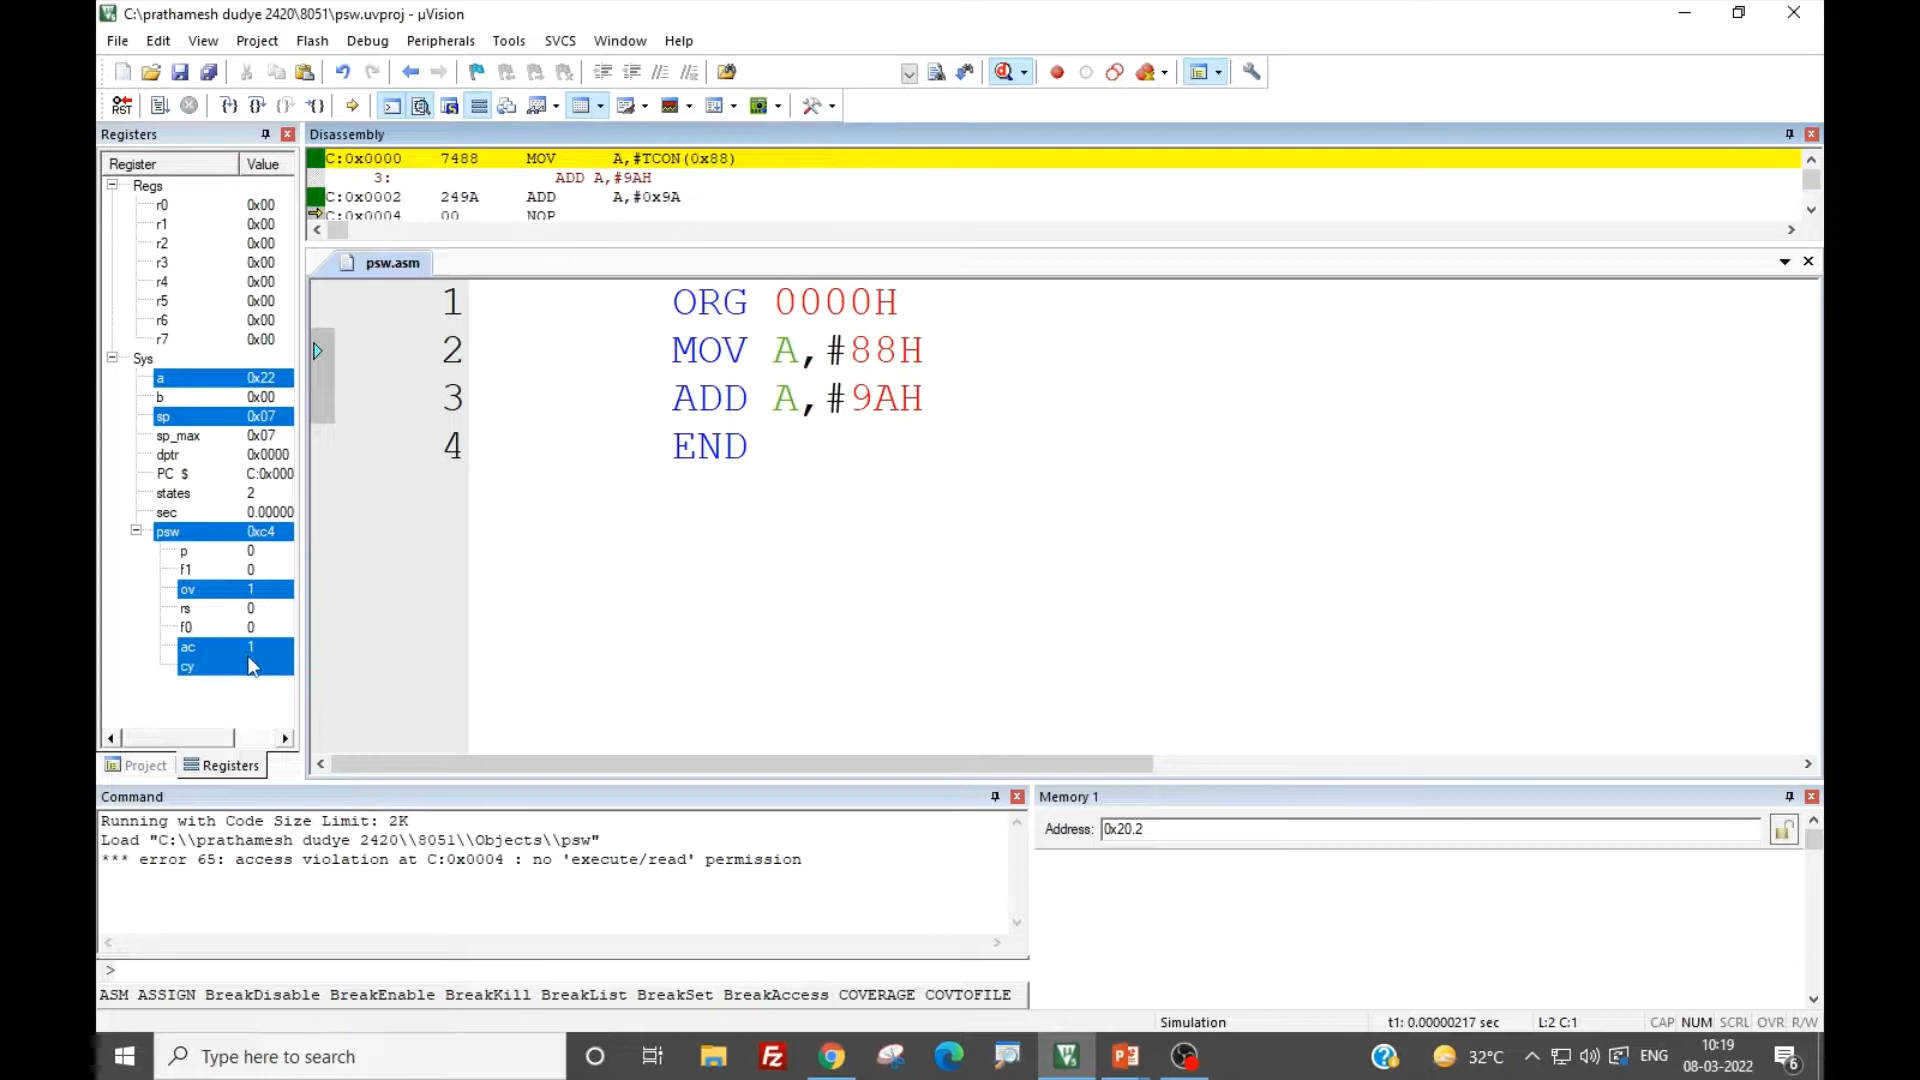 C:\prathamesh dudye 2420\8051\psw.uvproj - µVision
File Edit View Project Flash Debug Peripherals Tools SVCS Window Help
RST
Registers
Register Value
Regs
r0 0x00
r1 0x00
r2 0x00
r3 0x00
r4 0x00
r5 0x00
r6 0x00
r7 0x00
Sys
a 0x22
b 0x00
sp 0x07
sp_max 0x07
dptr 0x0000
PC $ C:0x000
states 2
sec 0.00000
psw 0xc4
p 0
f1 0
ov 1
rs 0
f0 0
ac 1
cy
Project Registers
Disassembly
C:0x0000 7488 MOV A,#TCON(0x88)
3: ADD A,#9AH
C:0x0002 249A ADD A,#0x9A
C:0x0004 00 NOP
psw.asm
1 ORG 0000H
2 MOV A,#88H
3 ADD A,#9AH
4 END
Command
Running with Code Size Limit: 2K
Load "C:\\prathamesh dudye 2420\\8051\\Objects\\psw"
*** error 65: access violation at C:0x0004 : no 'execute/read' permission
>
ASM ASSIGN BreakDisable BreakEnable BreakKill BreakList BreakSet BreakAccess COVERAGE COVTOFILE
Memory 1
Address: 0x20.2
Simulation t1: 0.00000217 sec L:2 C:1 CAP NUM SCRL OVR R/W
Type here to search
32°C ENG
10:19
08-03-2022
6